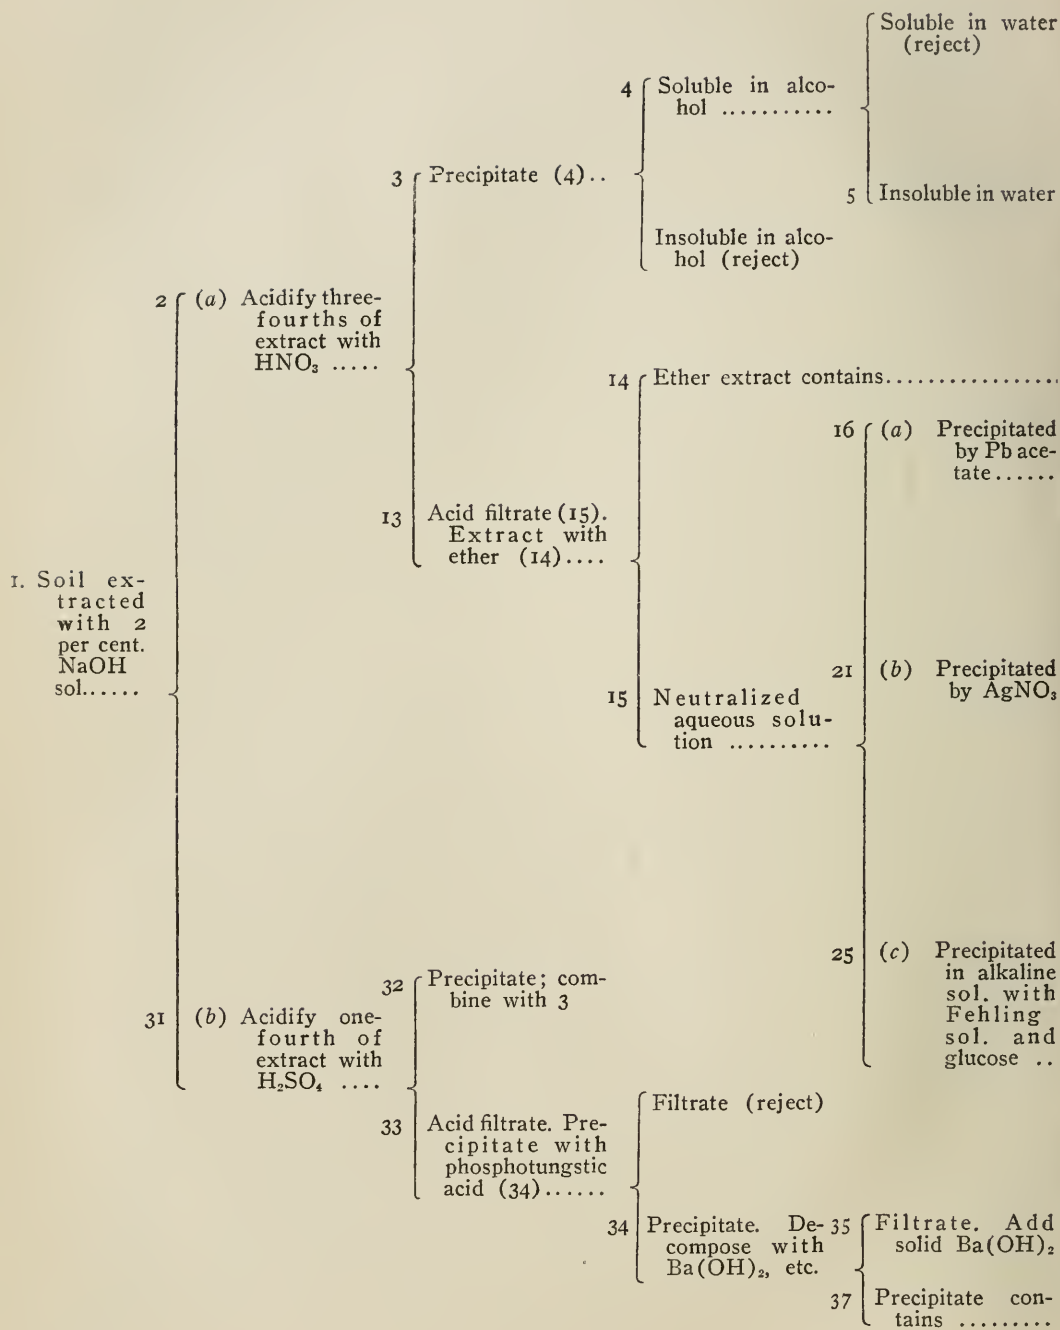 Soluble in water
(reject)
4 Soluble in alco-
hol ...........
3 Precipitate (4)..
5 Insoluble in water
Insoluble in alco-
hol (reject)
2 (a) Acidify three-
fourths of
extract with
HNO₃ .....
14 Ether extract contains.................
16 (a) Precipitated
by Pb ace-
tate......
13 Acid filtrate (15).
Extract with
ether (14)....
1. Soil ex-
tracted
with 2
per cent.
NaOH
sol......
21 (b) Precipitated
by AgNO₃
15 Neutralized
aqueous solu-
tion ..........
25 (c) Precipitated
in alkaline
sol. with
Fehling
sol. and
glucose ..
32 Precipitate; com-
bine with 3
31 (b) Acidify one-
fourth of
extract with
H₂SO₄ ....
Filtrate (reject)
33 Acid filtrate. Pre-
cipitate with
phosphotungstic
acid (34)......
34 Precipitate. De-
compose with
Ba(OH)₂, etc.
35 Filtrate. Add
solid Ba(OH)₂
37 Precipitate con-
tains .........